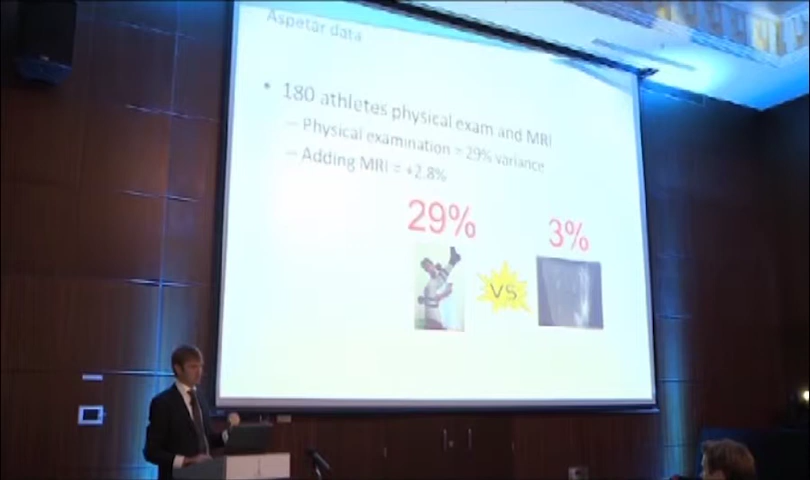 Aspetar data
• 180 athletes physical exam and MRI
– Physical examination = 29% variance
– Adding MRI = +2.8%
29%
3%
VS